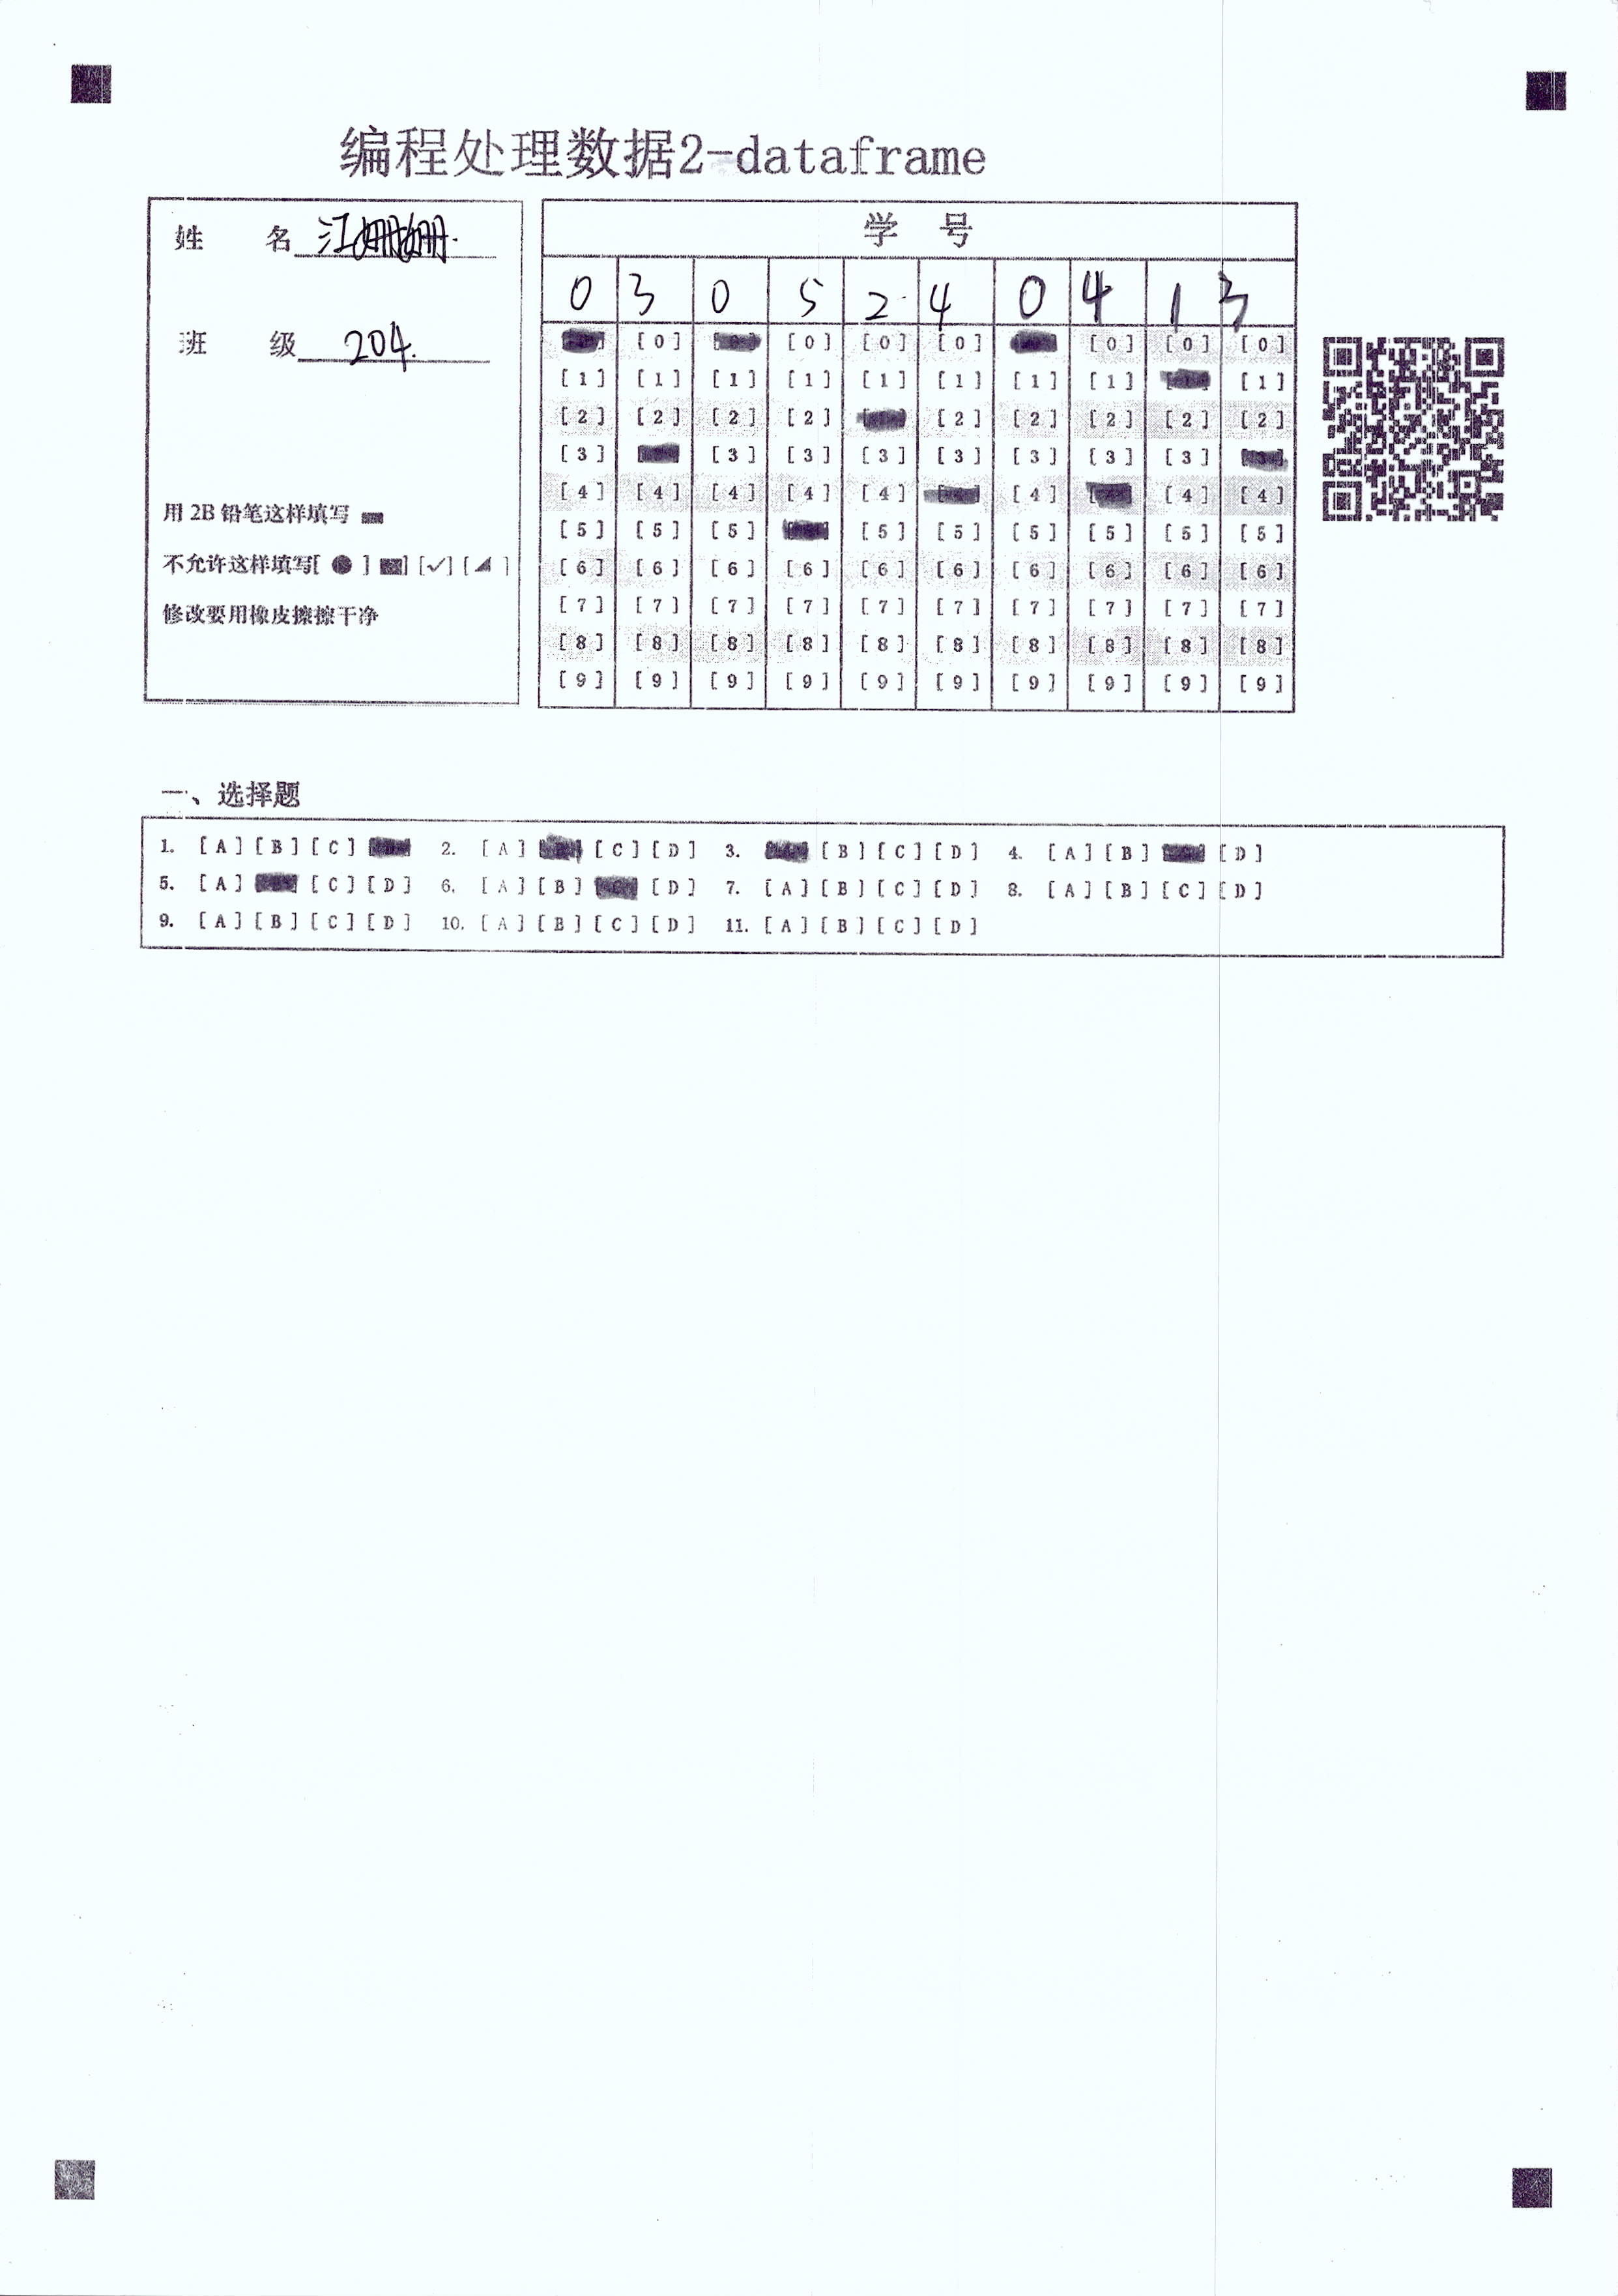 编程处理数据2-dataframe
姓 名 江姗姗.
班 级 204.
用 2B 铅笔这样填写
不允许这样填写[ ● ] [■] [✓] [◢ ]
修改要用橡皮擦擦干净
学 号
0 3 0 5 2 4 0 4 1 3
[0] [0] [0] [0] [0] [0] [0]
[1] [1] [1] [1] [1] [1] [1] [1] [1]
[2] [2] [2] [2] [2] [2] [2] [2] [2]
[3] [3] [3] [3] [3] [3] [3] [3]
[4] [4] [4] [4] [4] [4] [4] [4]
[5] [5] [5] [5] [5] [5] [5] [5] [5]
[6] [6] [6] [6] [6] [6] [6] [6] [6] [6]
[7] [7] [7] [7] [7] [7] [7] [7] [7] [7]
[8] [8] [8] [8] [8] [8] [8] [8] [8] [8]
[9] [9] [9] [9] [9] [9] [9] [9] [9] [9]
一、选择题
1. [A] [B] [C] 2. [A] [C] [D] 3. [B] [C] [D] 4. [A] [B] [D]
5. [A] [C] [D] 6. [A] [B] [D] 7. [A] [B] [C] [D] 8. [A] [B] [C] [D]
9. [A] [B] [C] [D] 10. [A] [B] [C] [D] 11. [A] [B] [C] [D]